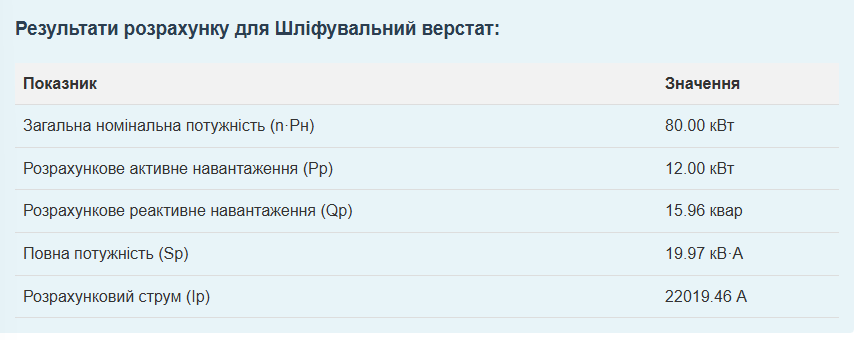 Результати розрахунку для Шліфувальний верстат:
Показник Значення
Загальна номінальна потужність (n·Pн) 80.00 кВт
Розрахункове активне навантаження (Pр) 12.00 кВт
Розрахункове реактивне навантаження (Qр) 15.96 квар
Повна потужність (Sр) 19.97 кВ·А
Розрахунковий струм (Iр) 22019.46 А